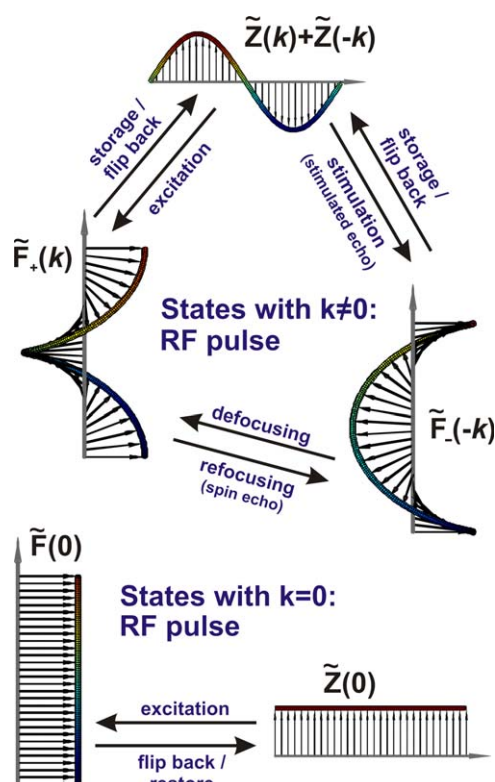 Z̃(k)+Z̃(-k)
storage /
flip back
excitation
storage /
flip back
stimulation
(stimulated echo)
F̃₊(k)
States with k≠0:
RF pulse
F̃₋(-k)
defocusing
refocusing
(spin echo)
F̃(0)
States with k=0:
RF pulse
Z̃(0)
excitation
flip back /